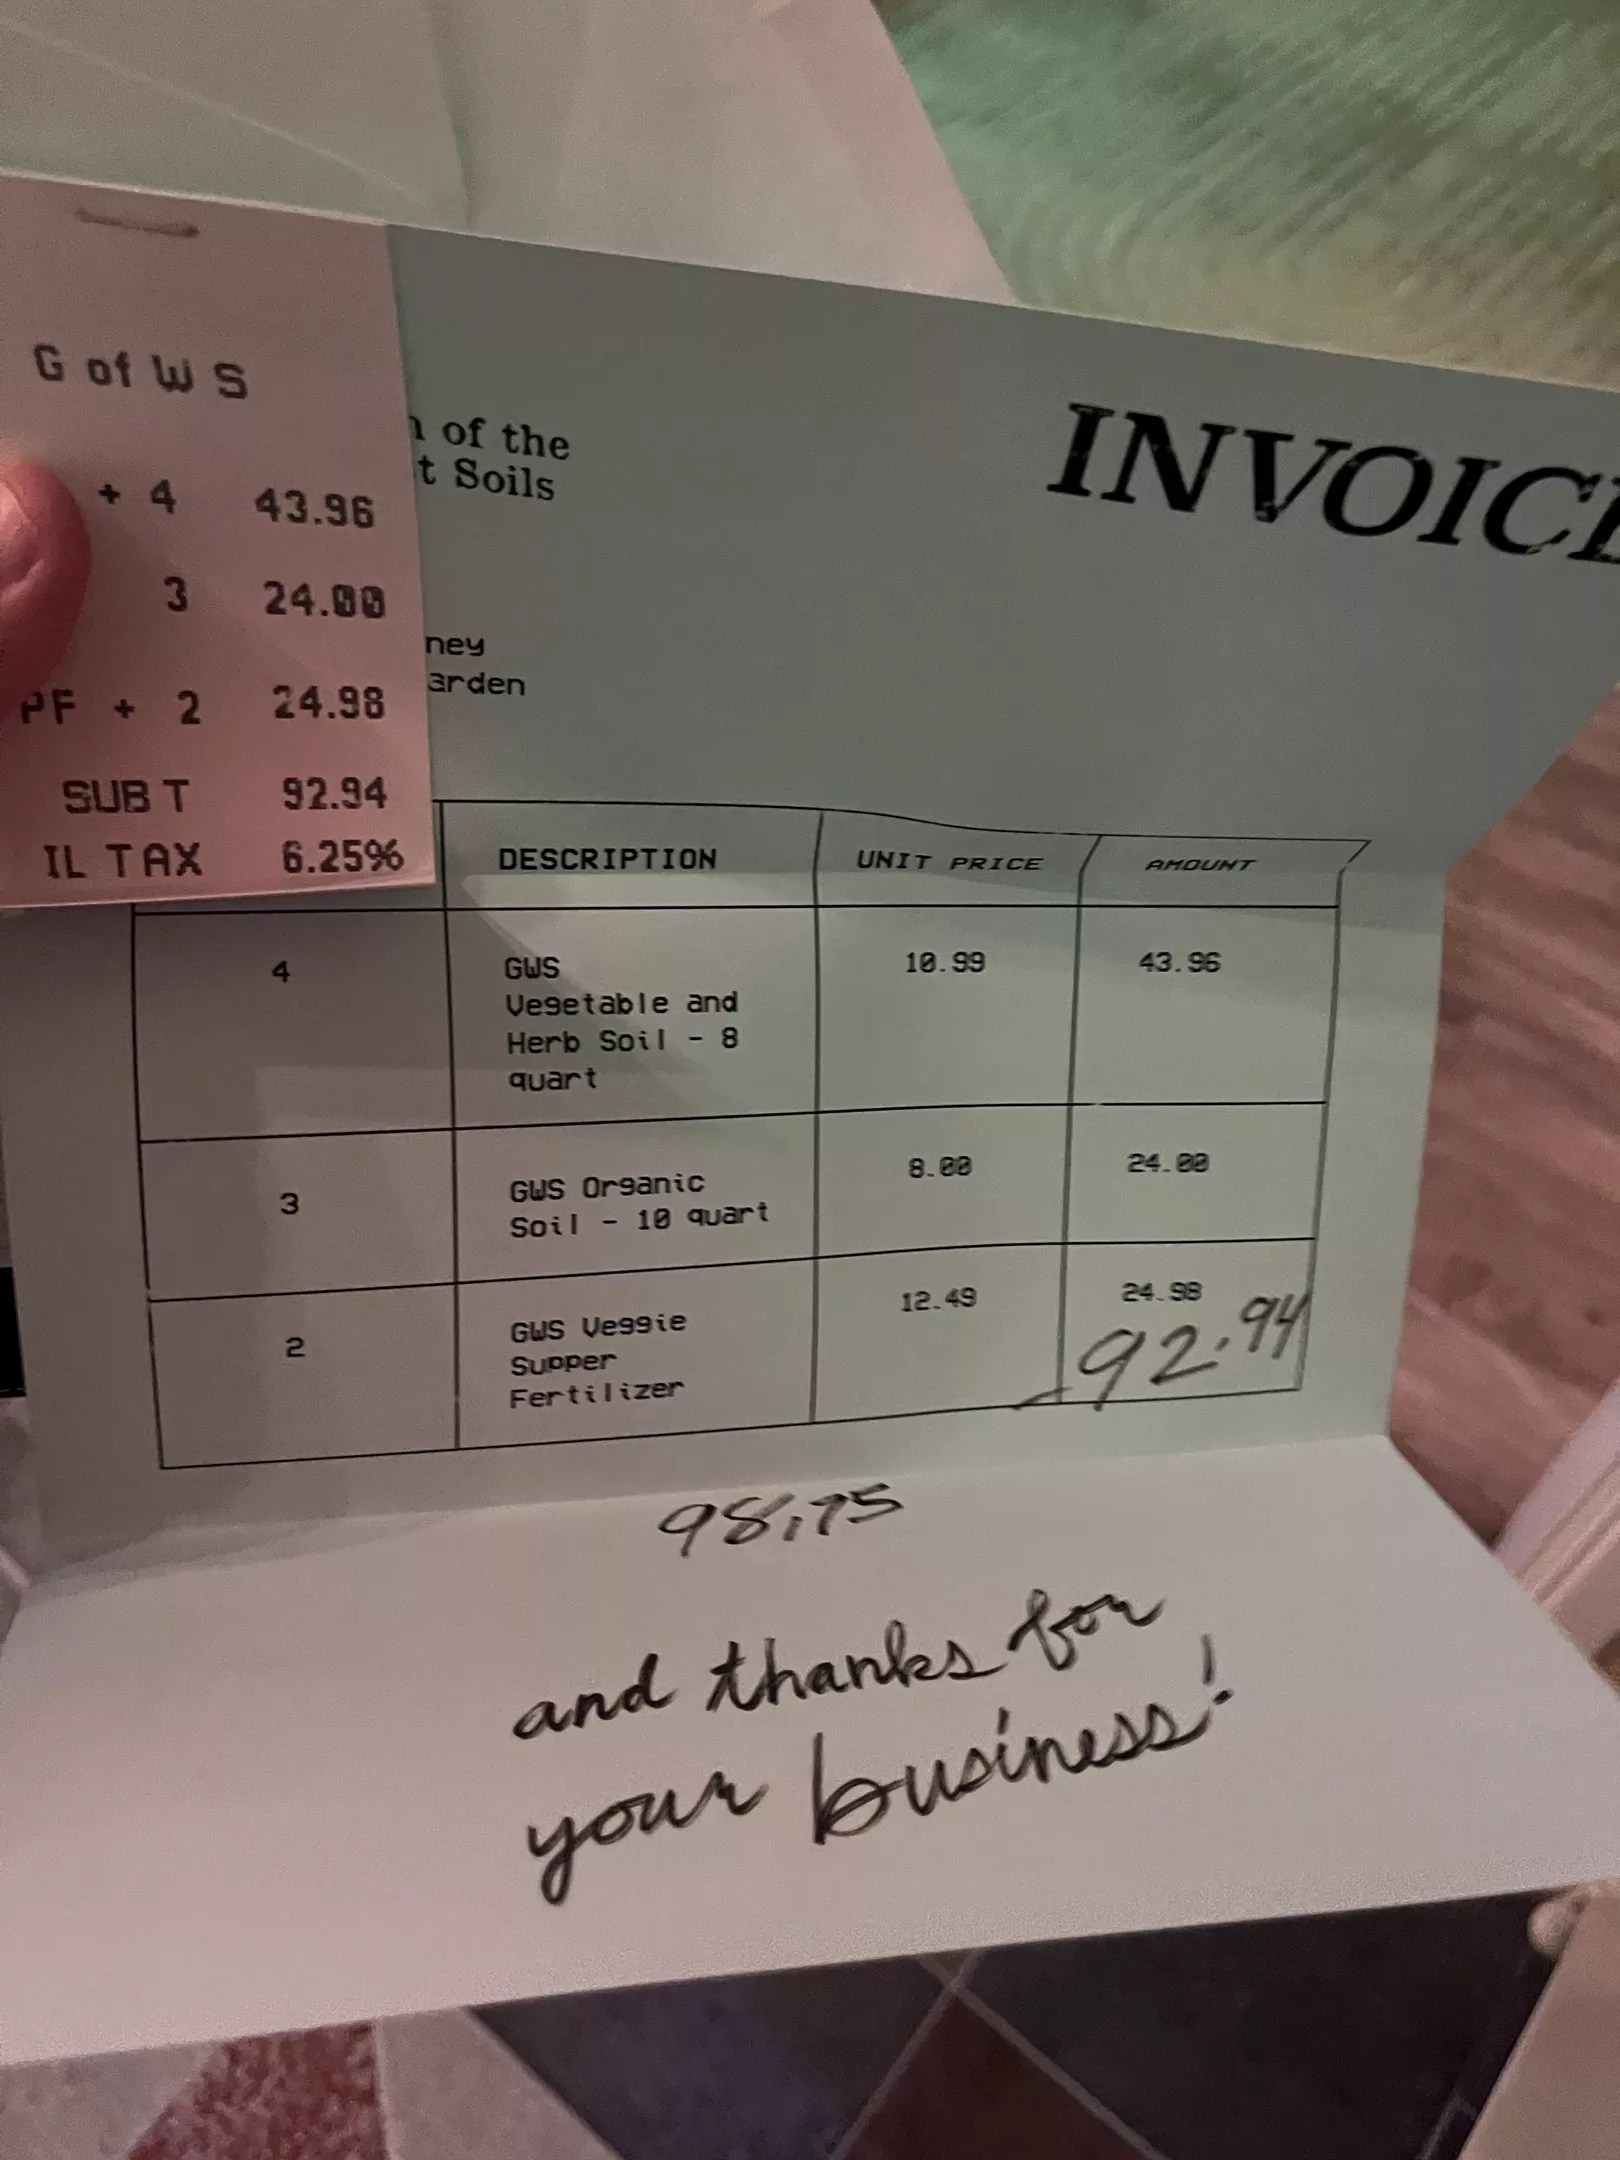 G of W S
+ 4 43.96
3 24.00
PF + 2 24.98
SUB T 92.94
IL TAX 6.25%
of the
Soils
INVOICE
ney
arden
DESCRIPTION UNIT PRICE AMOUNT
4 GWS 10.99 43.96
Vegetable and
Herb Soil - 8
quart
3 GWS Organic 8.00 24.00
Soil - 10 quart
2 GWS Veggie 12.49 24.98
Supper
Fertilizer
92.94
98.75
and thanks for
your business!